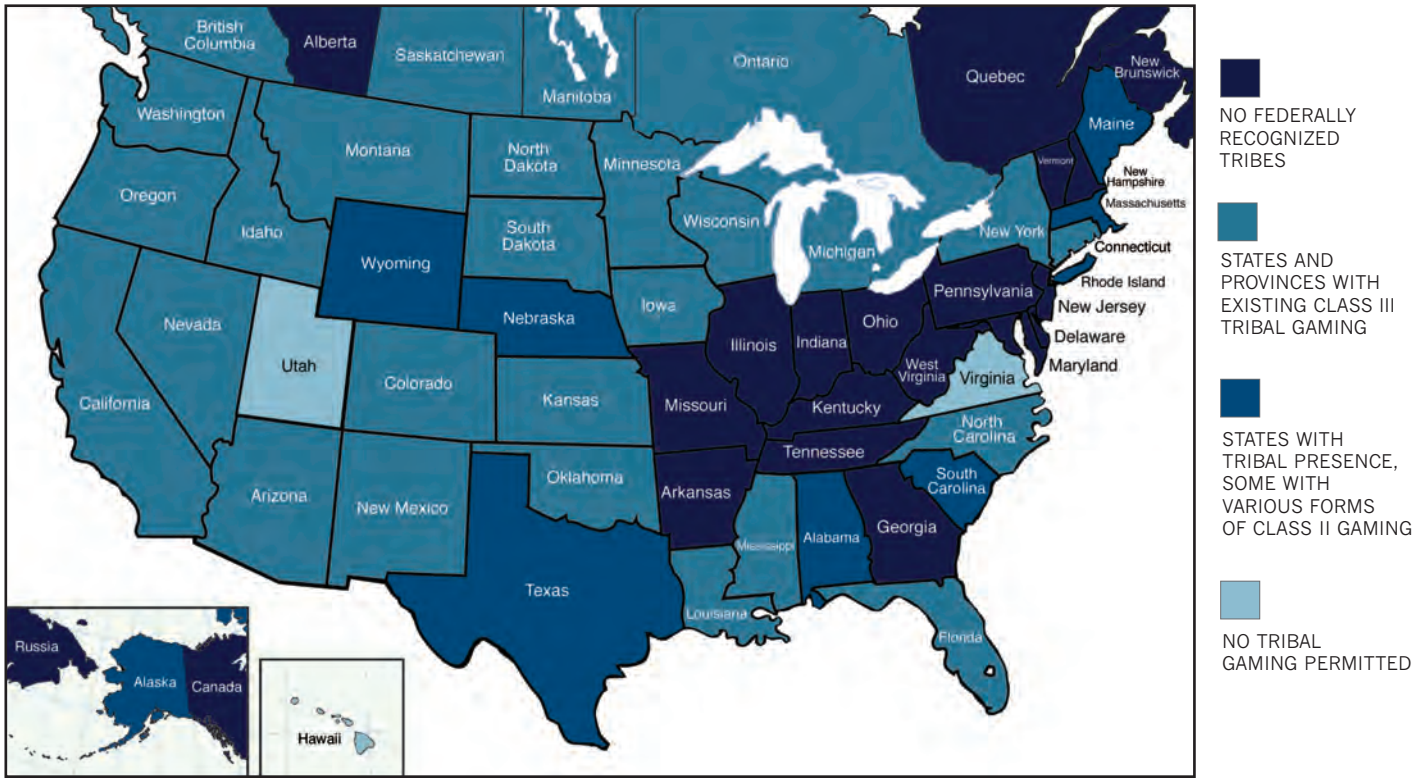 British
Columbia
Alberta
Saskatchewan
Manitoba
Ontario
Quebec
New
Brunswick
Washington
Montana
North
Dakota
Minnesota
Maine
Vermont
New
Hampshire
Massachusetts
Oregon
Idaho
South
Dakota
Wisconsin
Michigan
New York
Connecticut
Rhode Island
Wyoming
Nebraska
Iowa
Pennsylvania
New Jersey
Nevada
Utah
Colorado
Kansas
Illinois
Indiana
Ohio
West
Virginia
Virginia
Delaware
Maryland
California
Missouri
Kentucky
North
Carolina
Tennessee
Arizona
New Mexico
Oklahoma
Arkansas
South
Carolina
Mississippi
Alabama
Georgia
Texas
Louisiana
Florida
Russia
Alaska
Canada
Hawaii
NO FEDERALLY
RECOGNIZED
TRIBES
STATES AND
PROVINCES WITH
EXISTING CLASS III
TRIBAL GAMING
STATES WITH
TRIBAL PRESENCE,
SOME WITH
VARIOUS FORMS
OF CLASS II GAMING
NO TRIBAL
GAMING PERMITTED